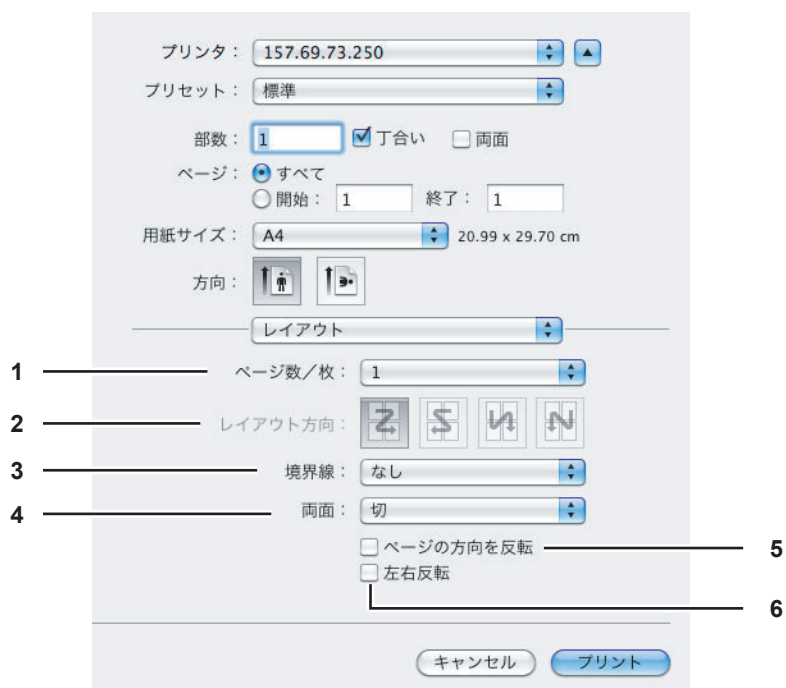 プリンタ： 157.69.73.250
プリセット： 標準
部数： 1 丁合い 両面
ページ： すべて
開始： 1 終了： 1
用紙サイズ： A4 20.99 x 29.70 cm
方向：
レイアウト
1 ページ数／枚： 1
2 レイアウト方向：
3 境界線： なし
4 両面： 切
ページの方向を反転 5
左右反転
6
キャンセル プリント